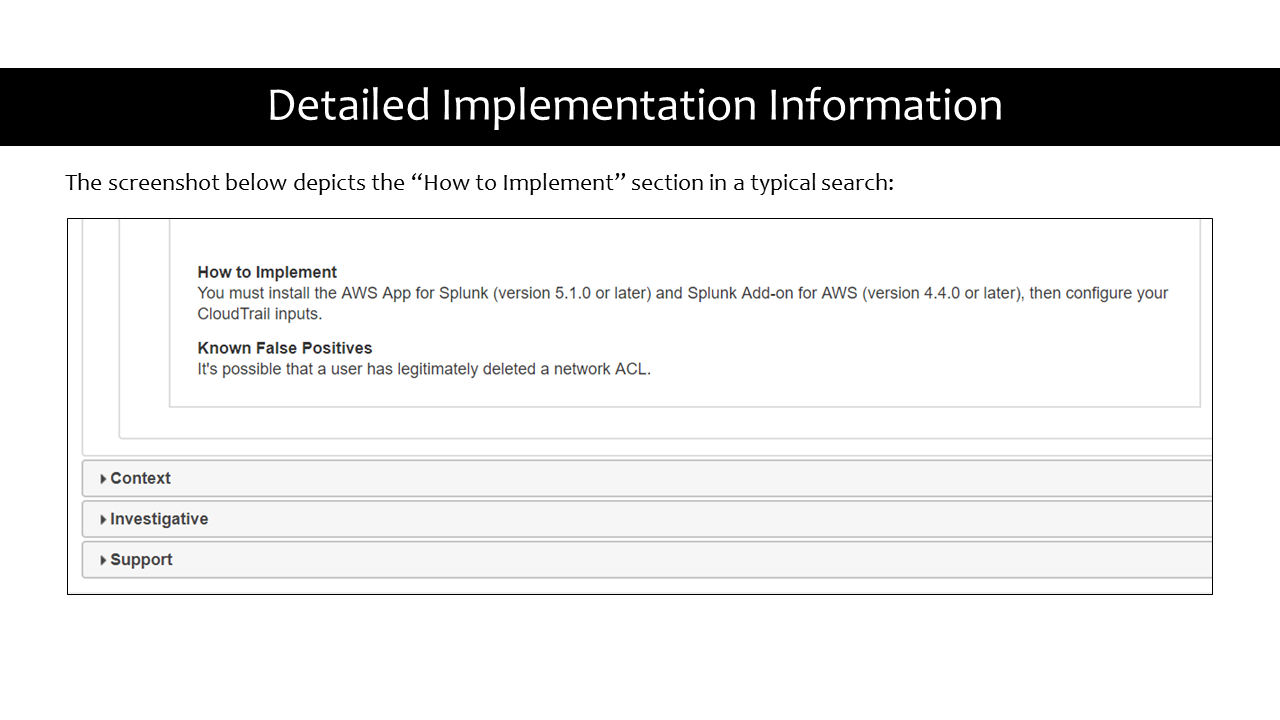 Detailed Implementation Information
The screenshot below depicts the “How to Implement” section in a typical search:
How to Implement
You must install the AWS App for Splunk (version 5.1.0 or later) and Splunk Add-on for AWS (version 4.4.0 or later), then configure your
CloudTrail inputs.
Known False Positives
It's possible that a user has legitimately deleted a network ACL.
Context
Investigative
Support